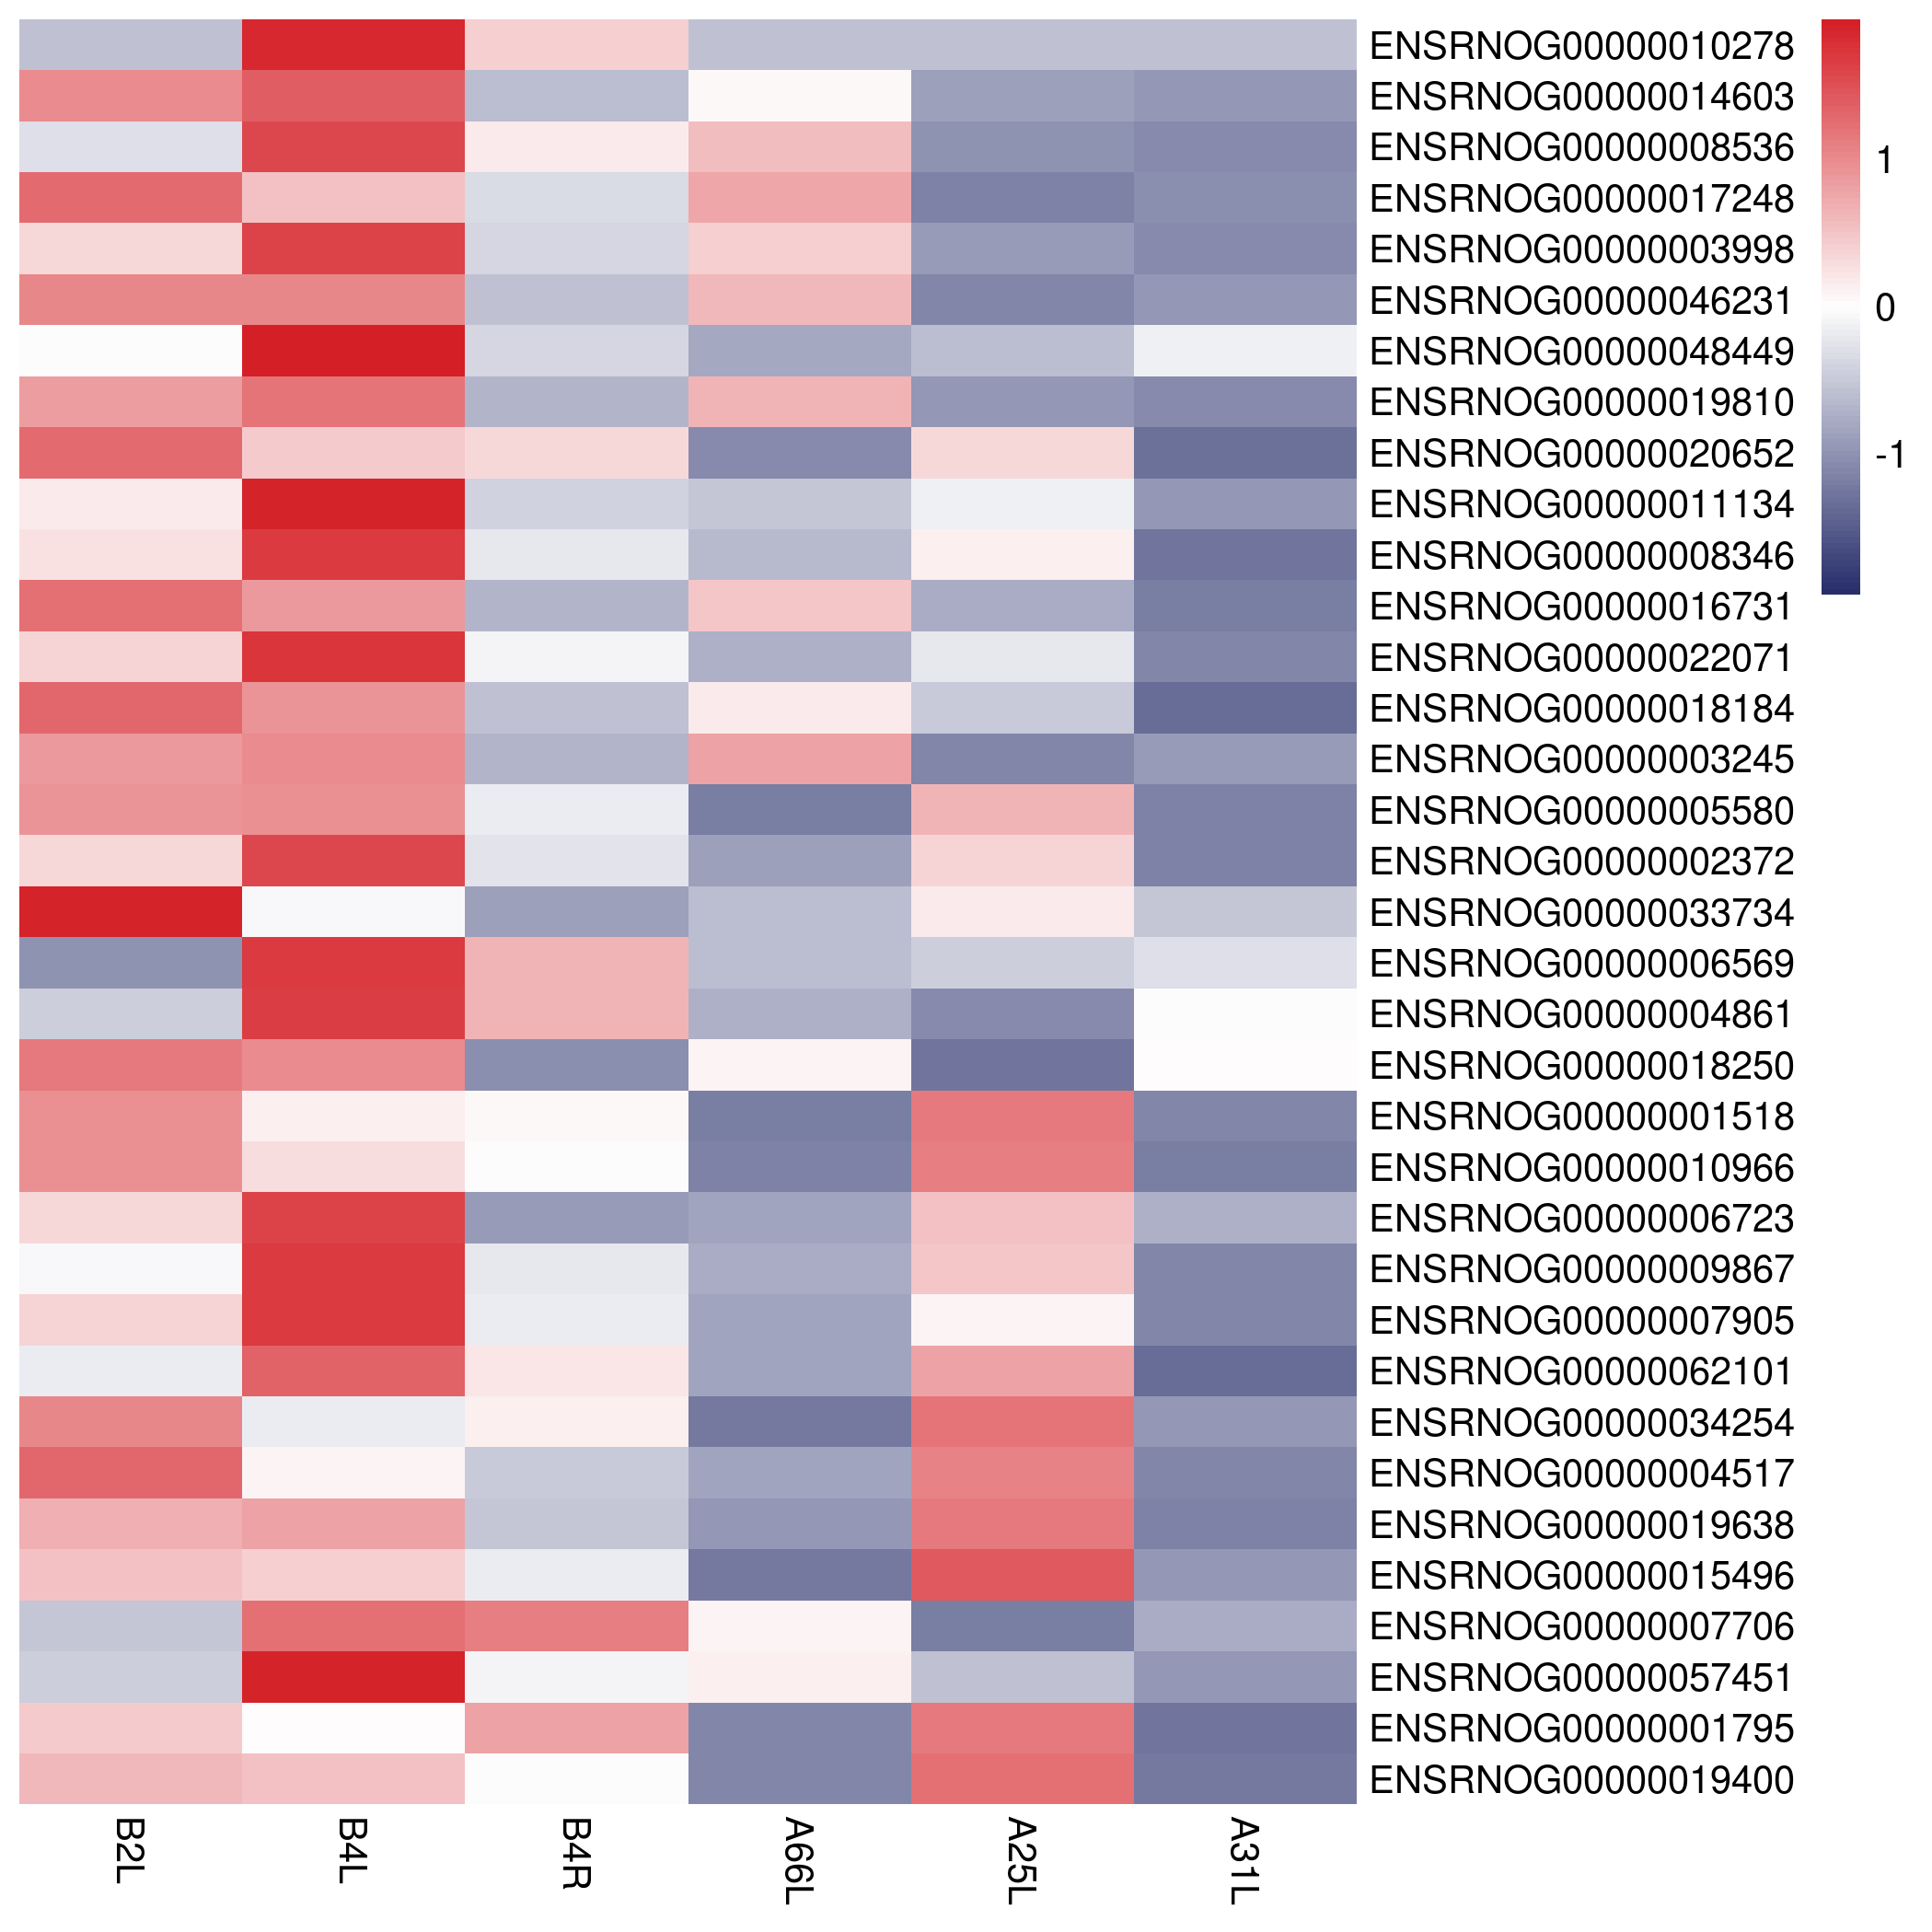 ENSRNOG00000010278
ENSRNOG00000014603
ENSRNOG00000008536
ENSRNOG00000017248
ENSRNOG00000003998
ENSRNOG00000046231
ENSRNOG00000048449
ENSRNOG00000019810
ENSRNOG00000020652
ENSRNOG00000011134
ENSRNOG00000008346
ENSRNOG00000016731
ENSRNOG00000022071
ENSRNOG00000018184
ENSRNOG00000003245
ENSRNOG00000005580
ENSRNOG00000002372
ENSRNOG00000033734
ENSRNOG00000006569
ENSRNOG00000004861
ENSRNOG00000018250
ENSRNOG00000001518
ENSRNOG00000010966
ENSRNOG00000006723
ENSRNOG00000009867
ENSRNOG00000007905
ENSRNOG00000062101
ENSRNOG00000034254
ENSRNOG00000004517
ENSRNOG00000019638
ENSRNOG00000015496
ENSRNOG00000007706
ENSRNOG00000057451
ENSRNOG00000001795
ENSRNOG00000019400
1
0
-1
B2L
B4L
B4R
A66L
A25L
A31L